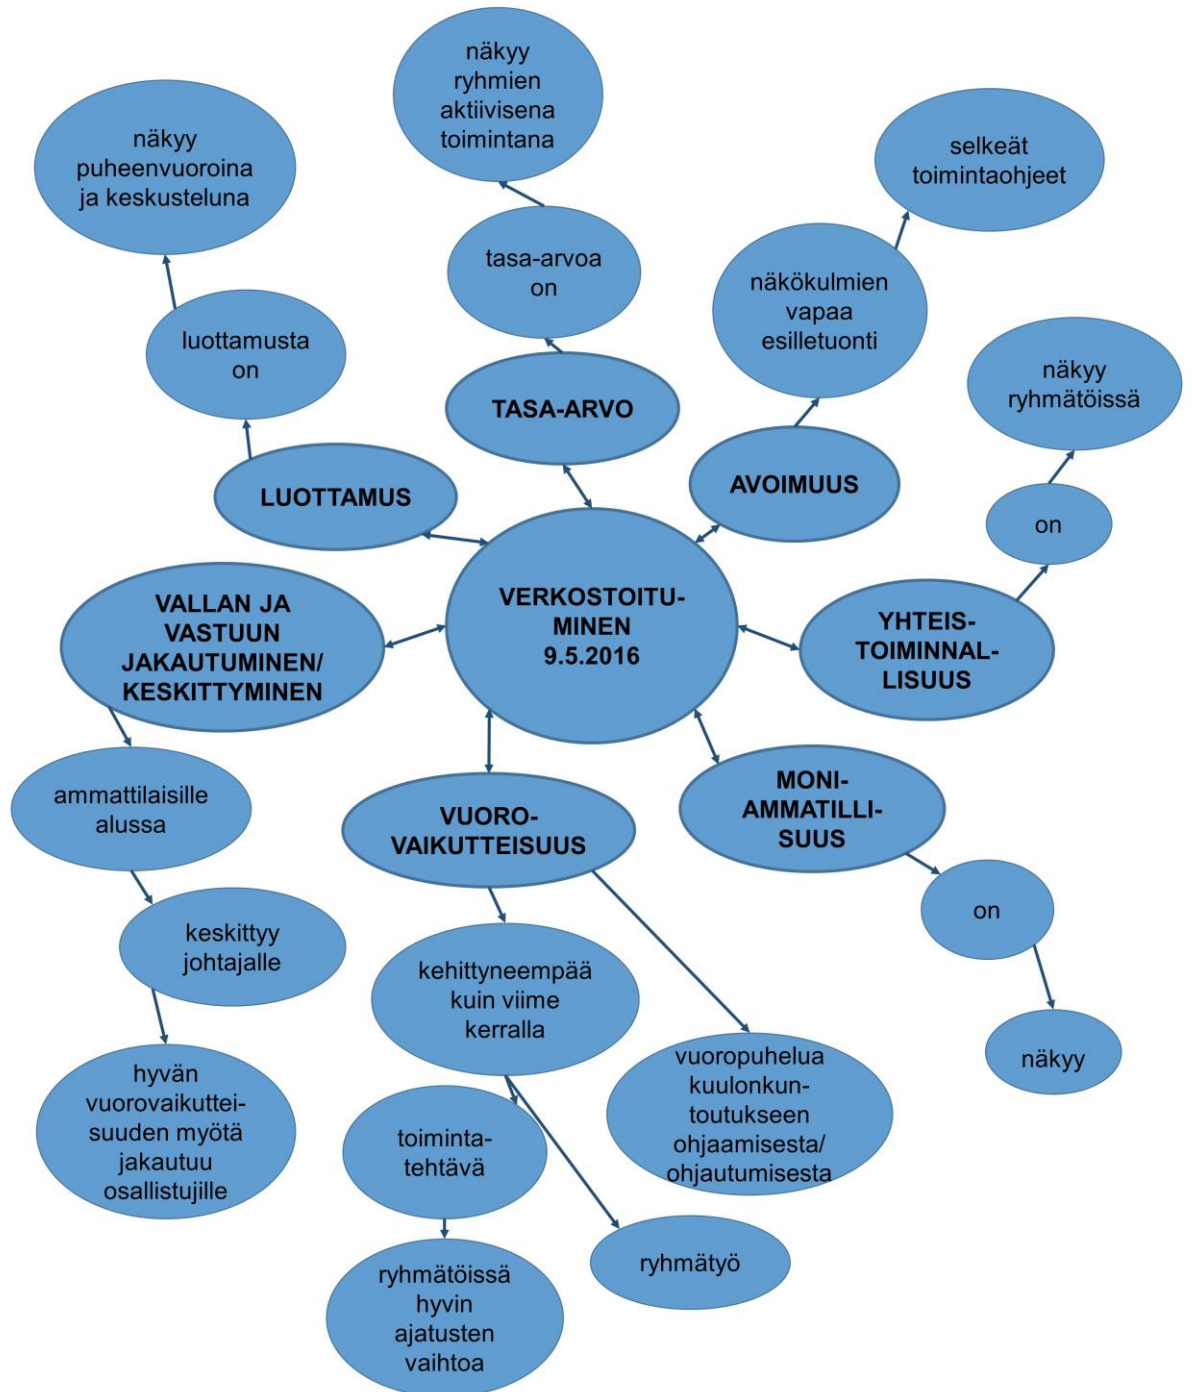 näkyy
ryhmien
aktiivisena
toimintana
näkyy
puheenvuoroina
ja keskusteluna
selkeät
toimintaohjeet
tasa-arvoa
on
näkökulmien
vapaa
esilletuonti
luottamusta
on
näkyy
ryhmätöissä
TASA-ARVO
LUOTTAMUS
AVOIMUUS
on
VERKOSTOITU-
MINEN
9.5.2016
VALLAN JA
VASTUUN
JAKAUTUMINEN/
KESKITTYMINEN
YHTEIS-
TOIMINNAL-
LISUUS
ammattilaisille
alussa
VUORO-
VAIKUTTEISUUS
MONI-
AMMATILLI-
SUUS
on
keskittyy
johtajalle
kehittyneempää
kuin viime
kerralla
näkyy
hyvän
vuorovaikuttei-
suuden myötä
jakautuu
osallistujille
vuoropuhelua
kuulonkun-
toutukseen
ohjaamisesta/
ohjautumisesta
toiminta-
tehtävä
ryhmätyö
ryhmätöissä
hyvin
ajatusten
vaihtoa